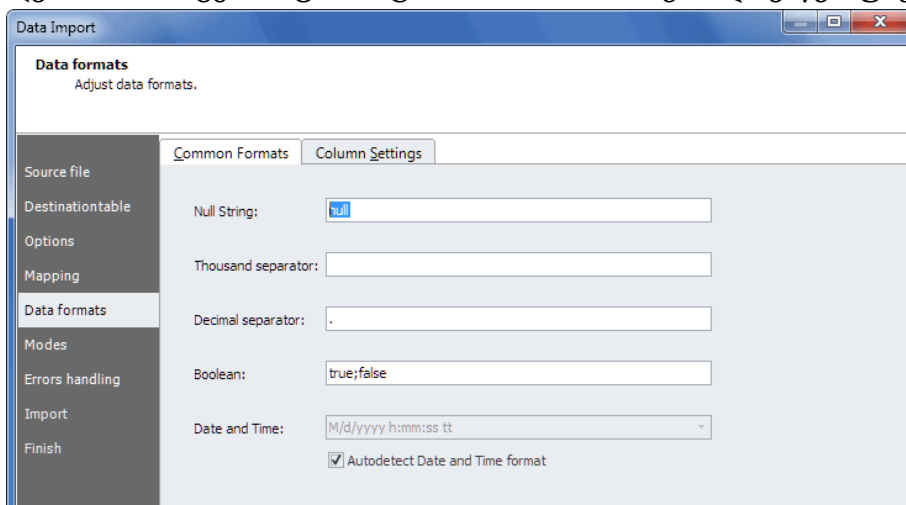 Data Import
Data formats
Adjust data formats.
Common Formats
Column Settings
Source file
Destinationtable
Options
Mapping
Data formats
Modes
Errors handling
Import
Finish
Null String:
null
Thousand separator:
Decimal separator:
.
Boolean:
true;false
Date and Time:
M/d/yyyy h:mm:ss tt
Autodetect Date and Time format